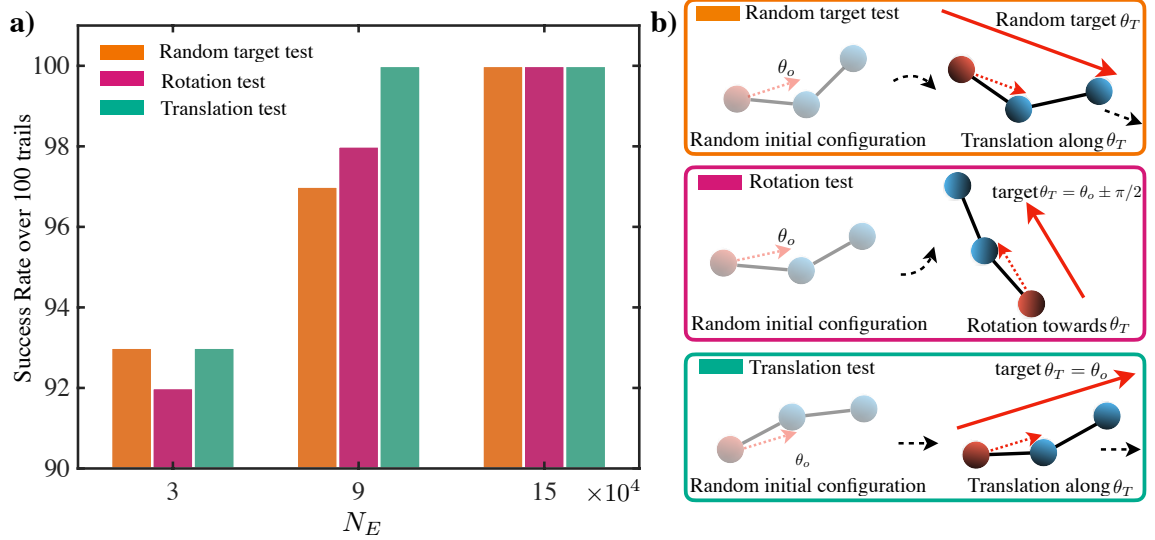 a)
Success Rate over 100 trails
100
98
96
94
92
90
Random target test
Rotation test
Translation test
3
9
15
×10⁴
N_E
b)
Random target test
Random target θ_T
θ_o
Random initial configuration
Translation along θ_T
Rotation test
target θ_T = θ_o ± π/2
θ_o
Random initial configuration
Rotation towards θ_T
Translation test
target θ_T = θ_o
θ_o
Random initial configuration
Translation along θ_T